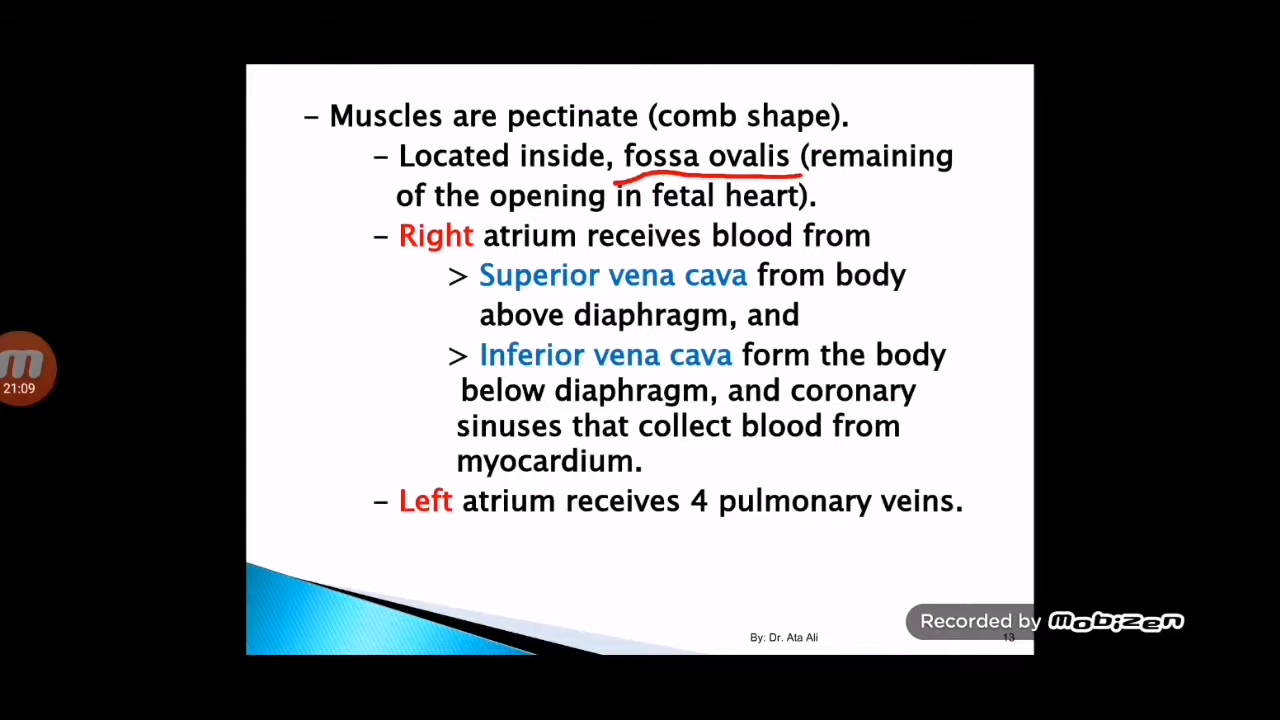 – Muscles are pectinate (comb shape).
– Located inside, fossa ovalis (remaining
of the opening in fetal heart).
– Right atrium receives blood from
> Superior vena cava from body
above diaphragm, and
> Inferior vena cava form the body
below diaphragm, and coronary
sinuses that collect blood from
myocardium.
– Left atrium receives 4 pulmonary veins.
21:09
Recorded by mobizen
By: Dr. Ata Ali
13